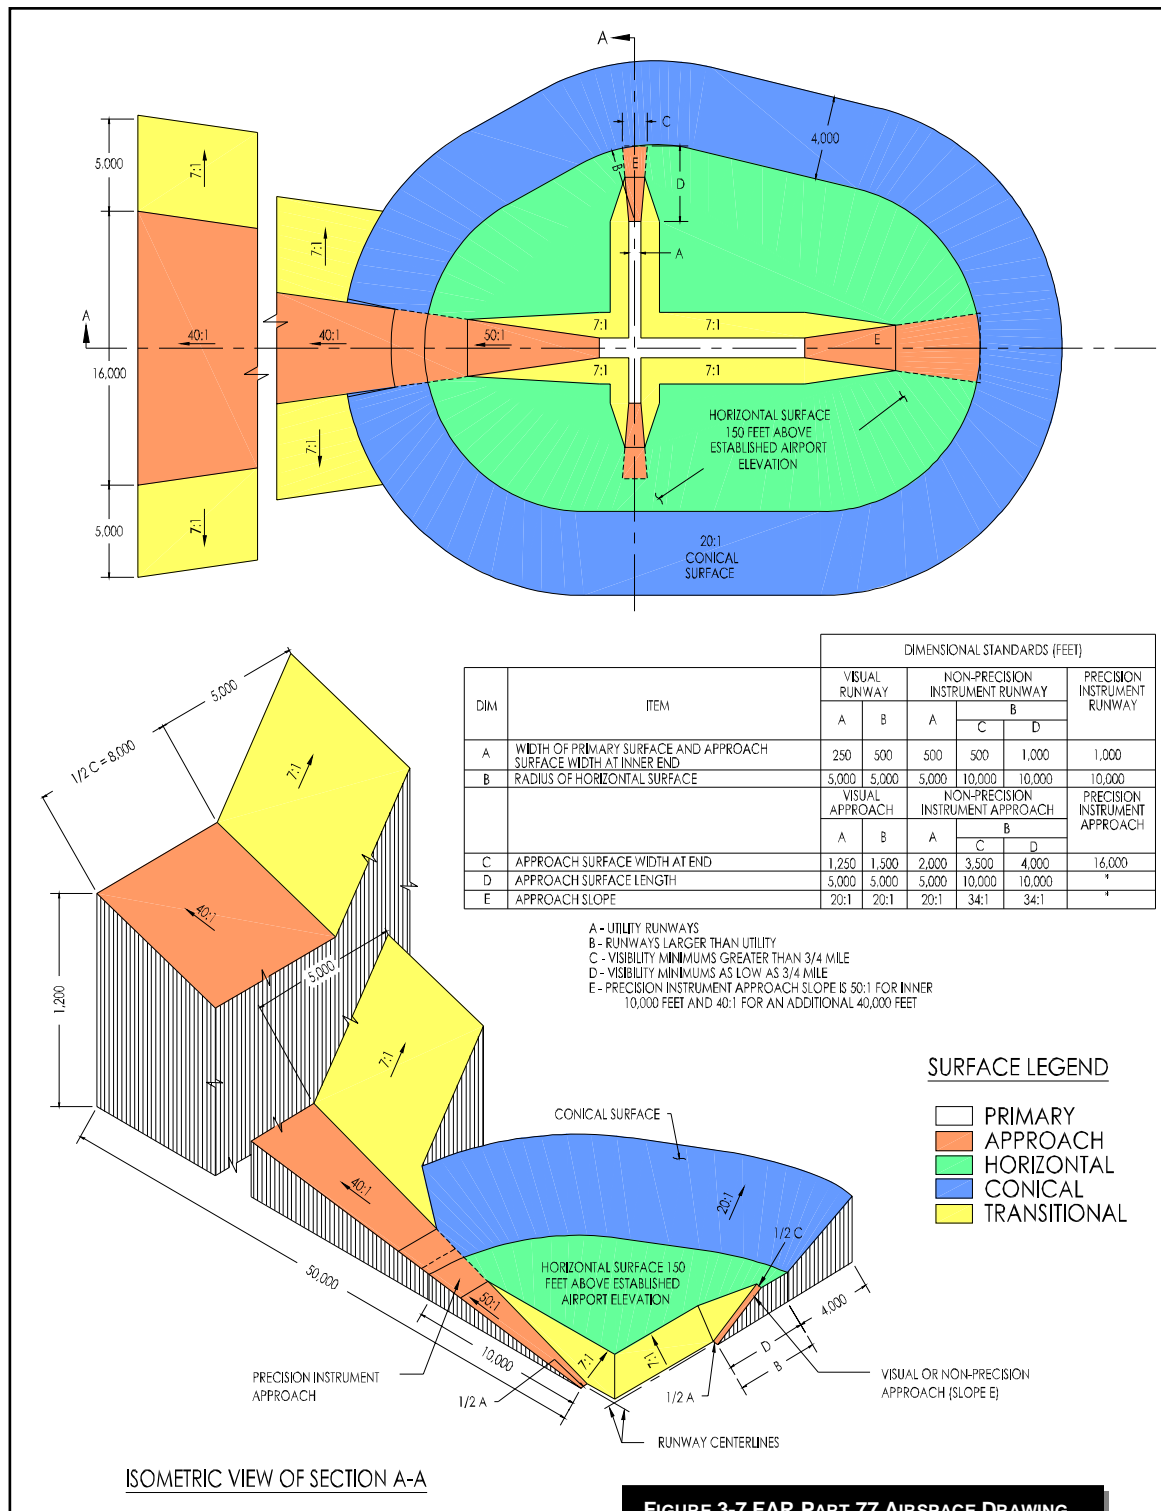 A
C
4,000
B
E
D
A
5,000
7:1
7:1
A
40:1
40:1
50:1
7:1
7:1
E
16,000
7:1
7:1
HORIZONTAL SURFACE
150 FEET ABOVE
ESTABLISHED AIRPORT
ELEVATION
7:1
7:1
5,000
20:1
CONICAL
SURFACE
DIMENSIONAL STANDARDS (FEET)
DIM ITEM VISUAL RUNWAY NON-PRECISION INSTRUMENT RUNWAY PRECISION INSTRUMENT RUNWAY
A B A B
C D
A WIDTH OF PRIMARY SURFACE AND APPROACH SURFACE WIDTH AT INNER END 250 500 500 500 1,000 1,000
B RADIUS OF HORIZONTAL SURFACE 5,000 5,000 5,000 10,000 10,000 10,000
VISUAL APPROACH NON-PRECISION INSTRUMENT APPROACH PRECISION INSTRUMENT APPROACH
A B A B
C D
C APPROACH SURFACE WIDTH AT END 1,250 1,500 2,000 3,500 4,000 16,000
D APPROACH SURFACE LENGTH 5,000 5,000 5,000 10,000 10,000 *
E APPROACH SLOPE 20:1 20:1 20:1 34:1 34:1 *
A - UTILITY RUNWAYS
B - RUNWAYS LARGER THAN UTILITY
C - VISIBILITY MINIMUMS GREATER THAN 3/4 MILE
D - VISIBILITY MINIMUMS AS LOW AS 3/4 MILE
E - PRECISION INSTRUMENT APPROACH SLOPE IS 50:1 FOR INNER
10,000 FEET AND 40:1 FOR AN ADDITIONAL 40,000 FEET
5,000
1/2 C = 8,000
7:1
40:1
5,000
1,200
7:1
SURFACE LEGEND
PRIMARY
APPROACH
HORIZONTAL
CONICAL
TRANSITIONAL
CONICAL SURFACE
40:1
20:1
1/2 C
HORIZONTAL SURFACE 150
FEET ABOVE ESTABLISHED
AIRPORT ELEVATION
50,000
50:1
4,000
10,000
7:1
7:1
D
B
PRECISION INSTRUMENT
APPROACH
1/2 A
1/2 A
VISUAL OR NON-PRECISION
APPROACH (SLOPE E)
RUNWAY CENTERLINES
ISOMETRIC VIEW OF SECTION A-A
FIGURE 3-7 FAR PART 77 AIRSPACE DRAWING